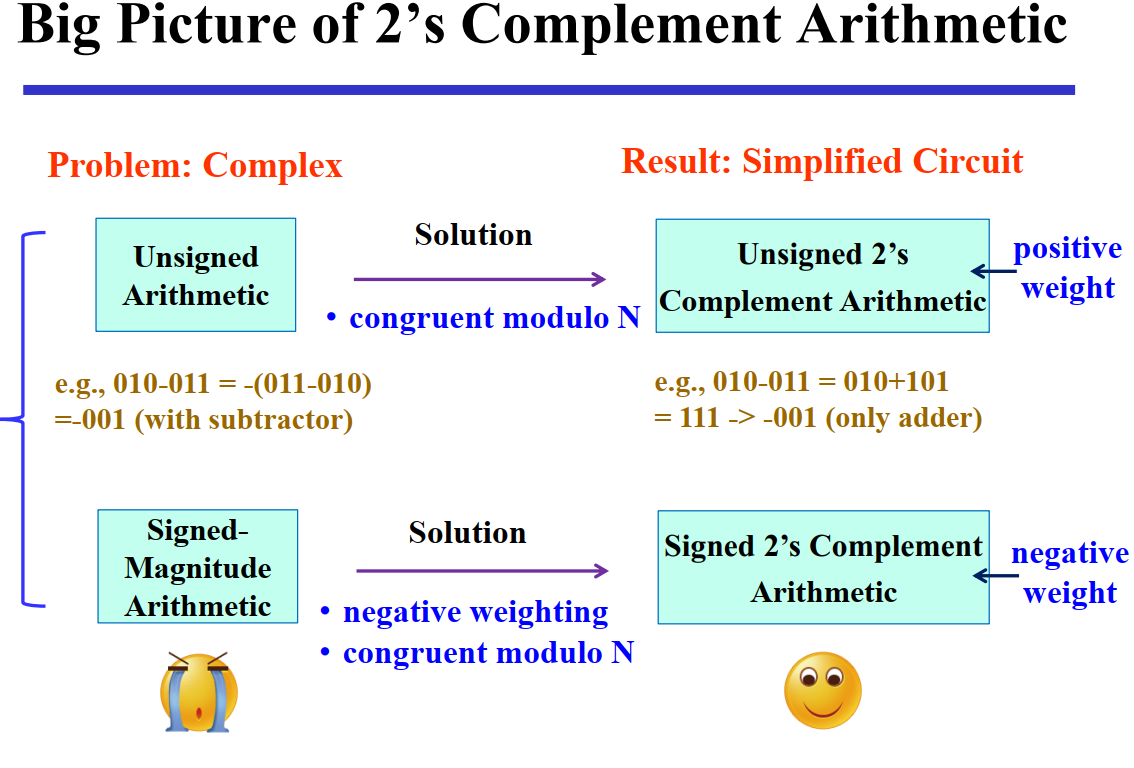 Big Picture of 2’s Complement Arithmetic
Problem: Complex
Result: Simplified Circuit
Unsigned
Arithmetic
Solution
• congruent modulo N
Unsigned 2’s
Complement Arithmetic
positive
weight
e.g., 010-011 = -(011-010)
=-001 (with subtractor)
e.g., 010-011 = 010+101
= 111 -> -001 (only adder)
Signed-
Magnitude
Arithmetic
Solution
• negative weighting
• congruent modulo N
Signed 2’s Complement
Arithmetic
negative
weight